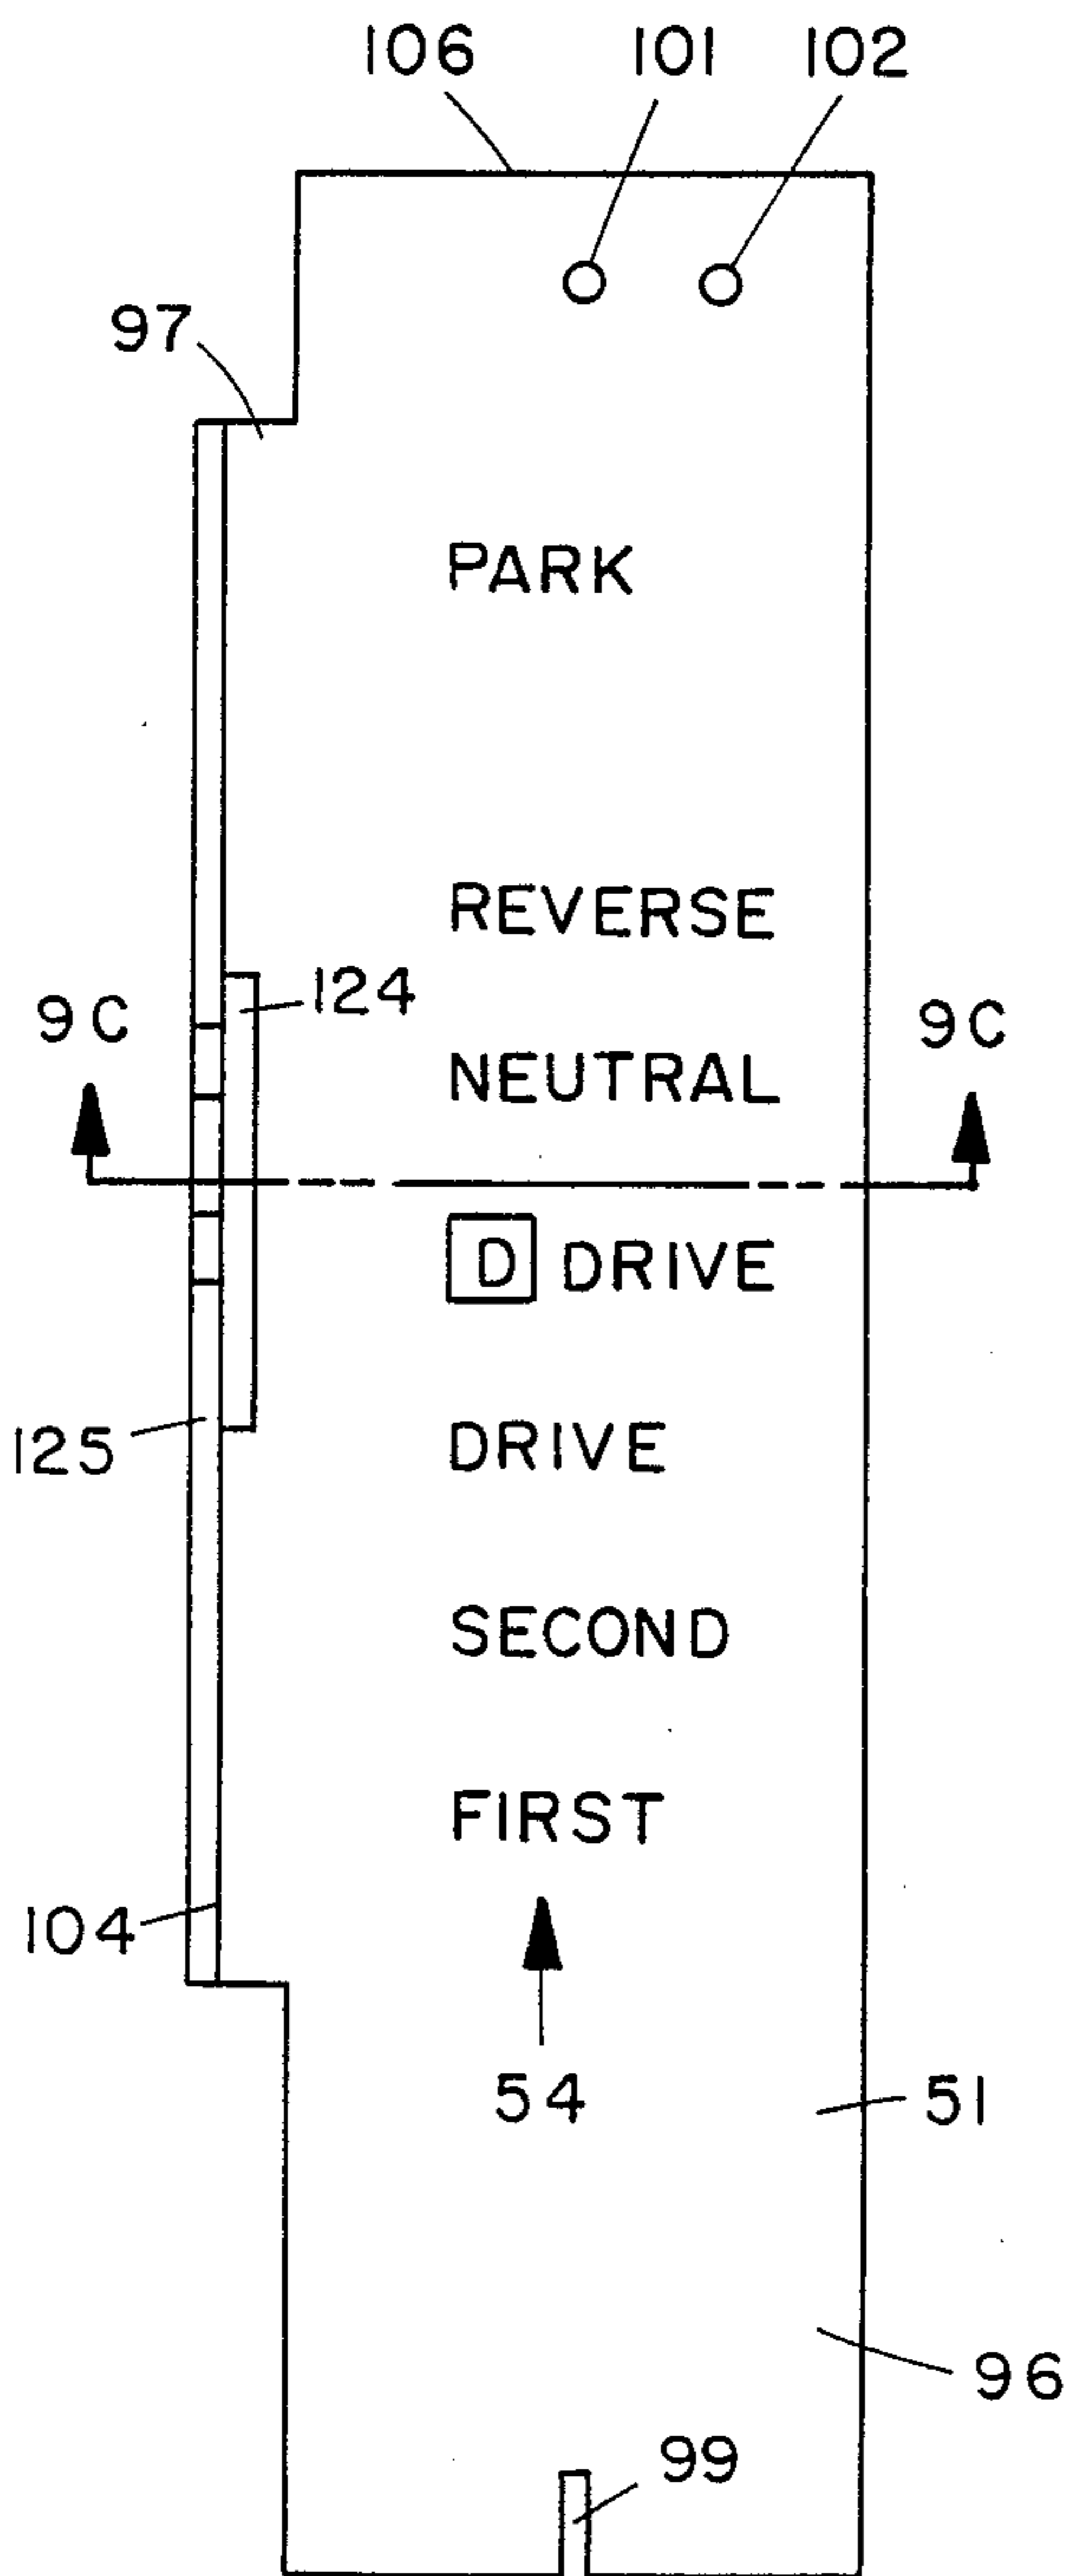 106 101 102
97
PARK
REVERSE
124
9C 9C
NEUTRAL
D DRIVE
DRIVE
125
SECOND
FIRST
104
54 51
96
99